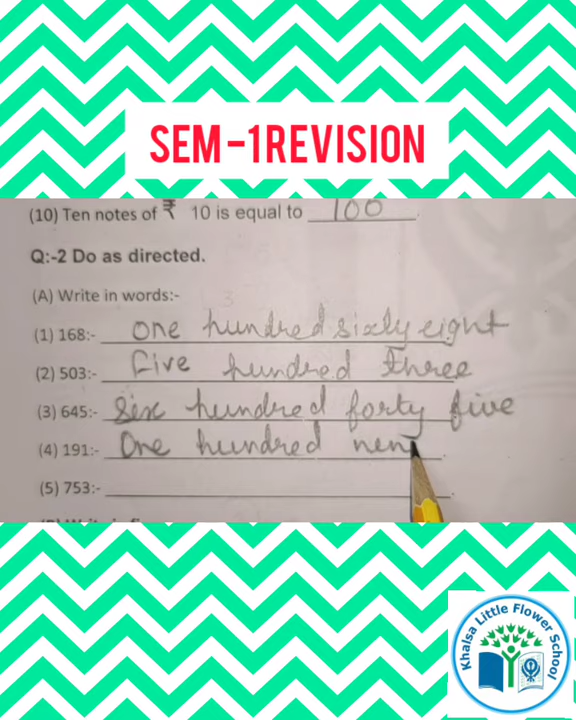 SEM-1 REVISION
(10) Ten notes of ₹ 10 is equal to 100.
Q:-2 Do as directed.
(A) Write in words:-
(1) 168:- One hundred sixty eight
(2) 503:- Five hundred three
(3) 645:- Six hundred forty five
(4) 191:- One hundred nen
(5) 753:-
Khalsa Little Flower School